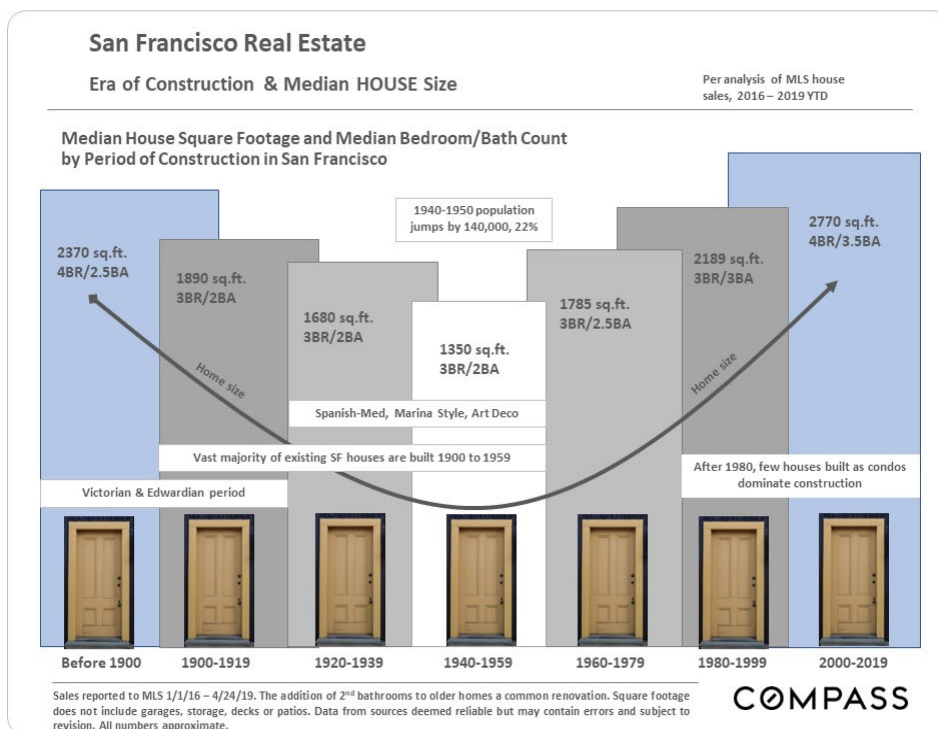 San Francisco Real Estate
Era of Construction & Median HOUSE Size
Per analysis of MLS house
sales, 2016 – 2019 YTD
Median House Square Footage and Median Bedroom/Bath Count
by Period of Construction in San Francisco
1940-1950 population
jumps by 140,000, 22%
2370 sq.ft.
4BR/2.5BA
1890 sq.ft.
3BR/2BA
1680 sq.ft.
3BR/2BA
1350 sq.ft.
3BR/2BA
1785 sq.ft.
3BR/2.5BA
2189 sq.ft.
3BR/3BA
2770 sq.ft.
4BR/3.5BA
Home size
Home size
Spanish-Med, Marina Style, Art Deco
Vast majority of existing SF houses are built 1900 to 1959
Victorian & Edwardian period
After 1980, few houses built as condos
dominate construction
Before 1900
1900-1919
1920-1939
1940-1959
1960-1979
1980-1999
2000-2019
Sales reported to MLS 1/1/16 – 4/24/19. The addition of 2nd bathrooms to older homes a common renovation. Square footage
does not include garages, storage, decks or patios. Data from sources deemed reliable but may contain errors and subject to
revision. All numbers approximate.
COMPASS